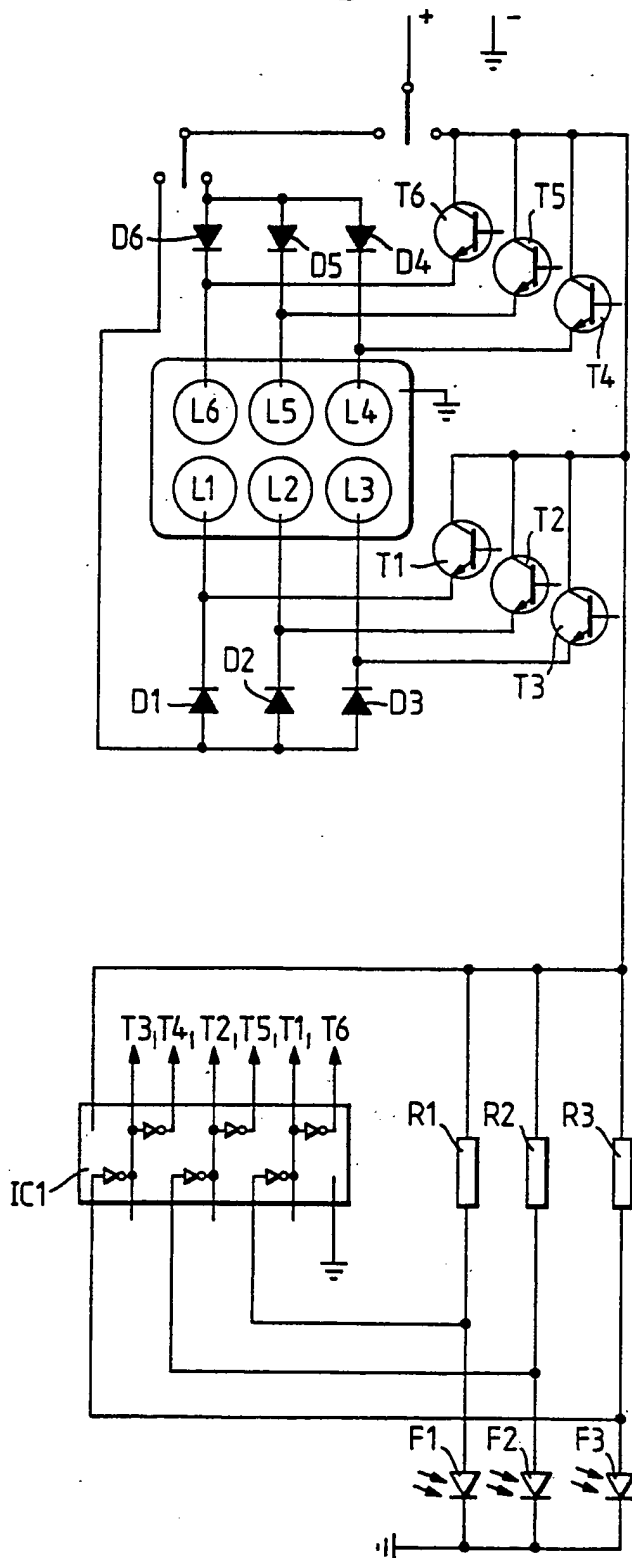 + -
T6
T5
D6
D5
D4
T4
L6 L5 L4
L1 L2 L3
T2
T1
D2
T3
D1
D3
T3, T4, T2, T5, T1, T6
R1 R2 R3
IC1
F1 F2 F3